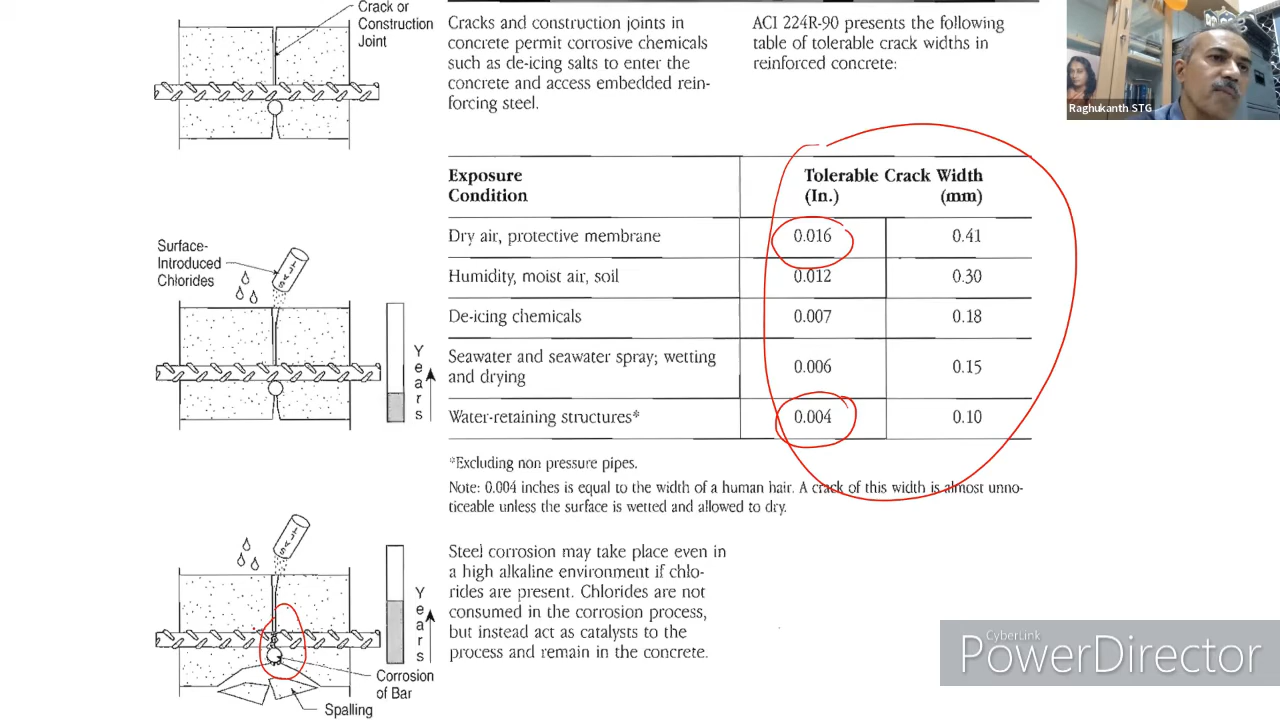 Crack or
Construction
Joint
Cracks and construction joints in
concrete permit corrosive chemicals
such as de-icing salts to enter the
concrete and access embedded rein-
forcing steel.
ACI 224R-90 presents the following
table of tolerable crack widths in
reinforced concrete:
Raghukanth STG
Exposure
Condition
Tolerable Crack Width
(In.) (mm)
Dry air, protective membrane 0.016 0.41
Humidity, moist air, soil 0.012 0.30
De-icing chemicals 0.007 0.18
Seawater and seawater spray; wetting
and drying 0.006 0.15
Water-retaining structures* 0.004 0.10
*Excluding non pressure pipes.
Note: 0.004 inches is equal to the width of a human hair. A crack of this width is almost unno-
ticeable unless the surface is wetted and allowed to dry.
Surface-
Introduced
Chlorides
SALT
Years
Steel corrosion may take place even in
a high alkaline environment if chlo-
rides are present. Chlorides are not
consumed in the corrosion process,
but instead act as catalysts to the
process and remain in the concrete.
SALT
Years
Corrosion
of Bar
Spalling
CyberLink
PowerDirector